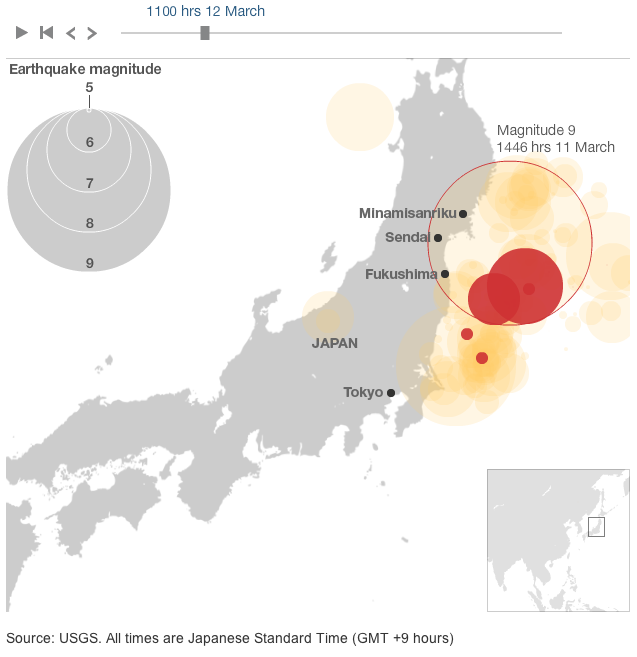 1100 hrs 12 March
Earthquake magnitude
5
6
7
8
9
Magnitude 9
1446 hrs 11 March
Minamisanriku
Sendai
Fukushima
JAPAN
Tokyo
Source: USGS. All times are Japanese Standard Time (GMT +9 hours)